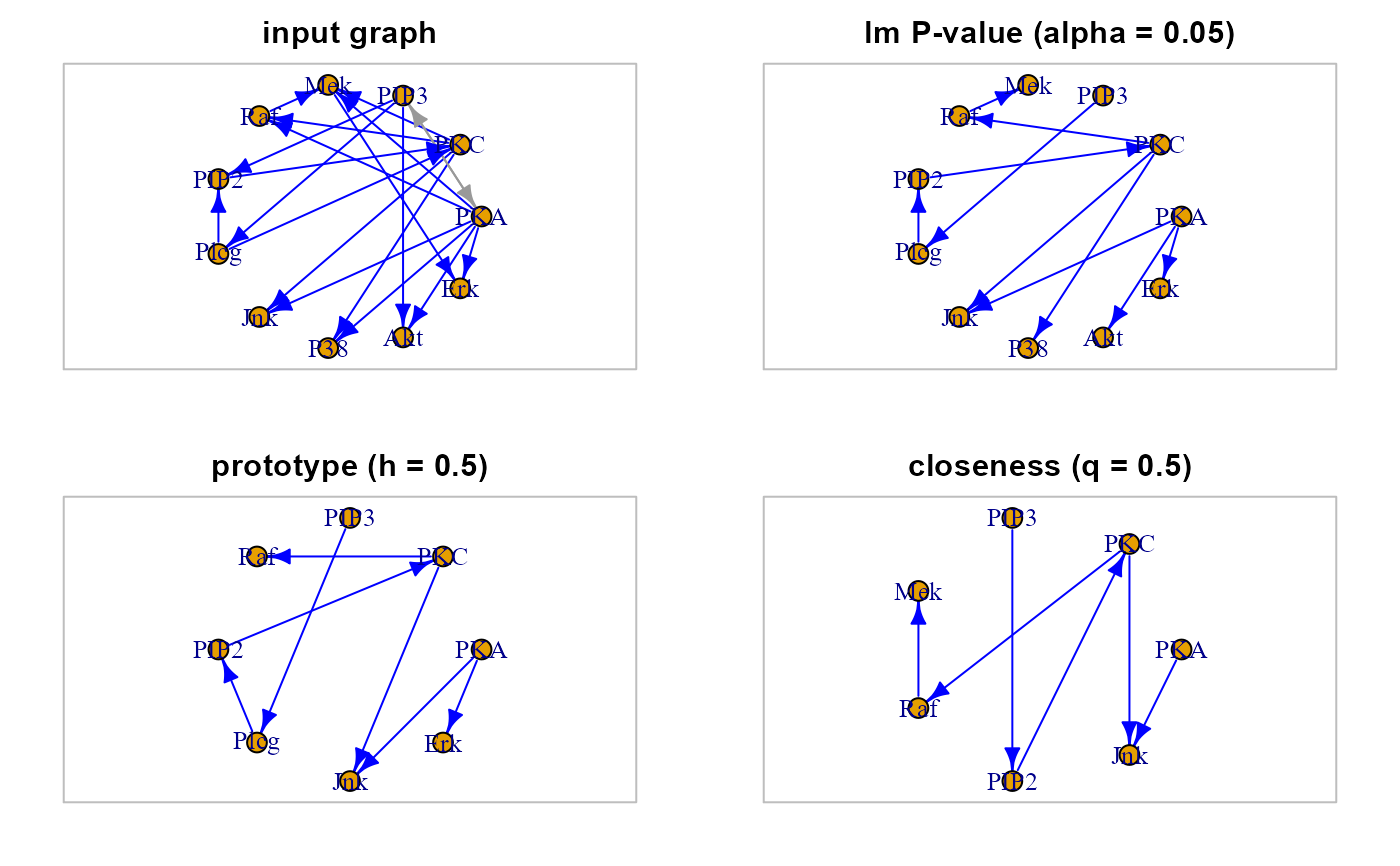 input graph
Mek
PIP3
Raf
PKC
PIP2
PKA
Plcg
Erk
Jnk
Akt
P38
lm P-value (alpha = 0.05)
Mek
PIP3
Raf
PKC
PIP2
PKA
Plcg
Erk
Jnk
Akt
P38
prototype (h = 0.5)
PIP3
Raf
PKC
PIP2
PKA
Plcg
Erk
Jnk
closeness (q = 0.5)
PIP3
PKC
Mek
PKA
Raf
Jnk
PIP2